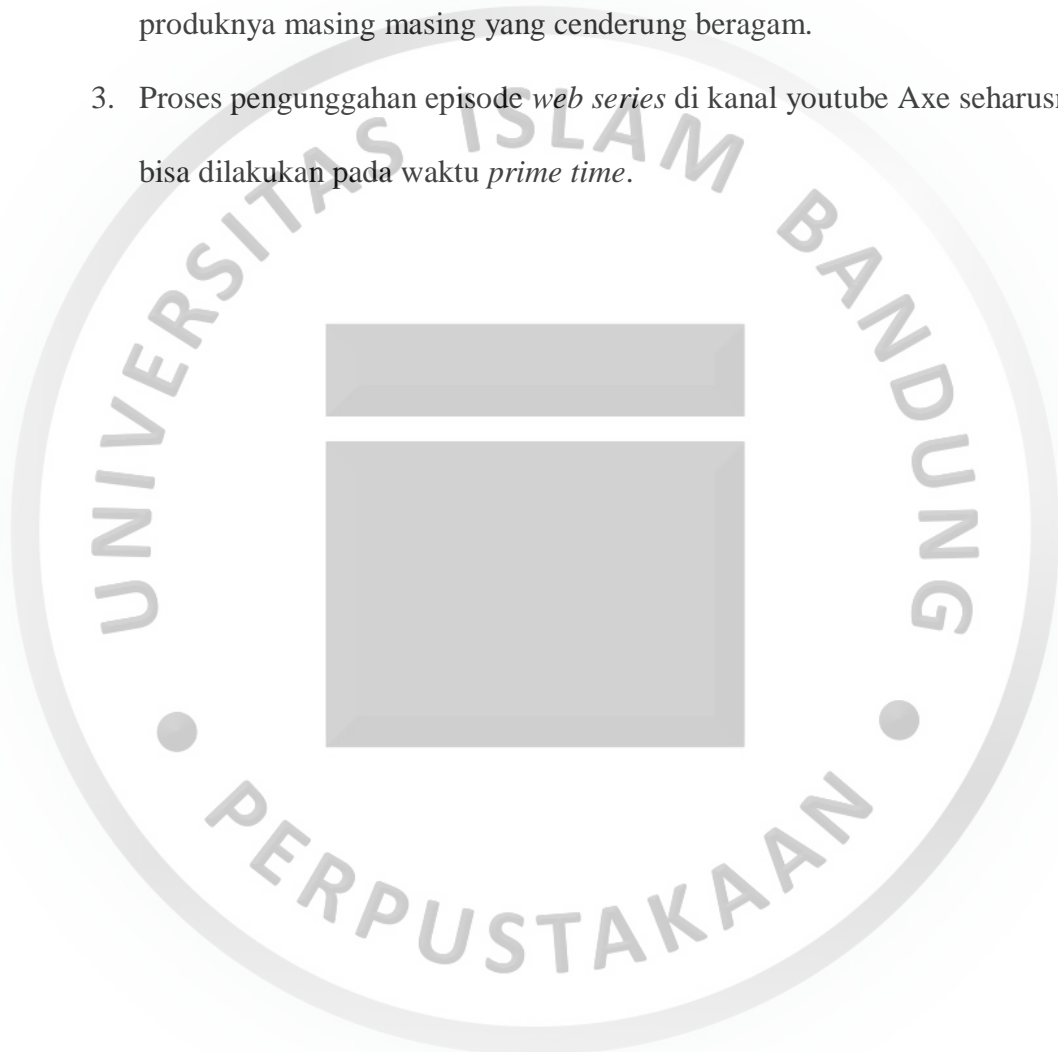 produknya masing masing yang cenderung beragam.
3. Proses pengunggahan episode web series di kanal youtube Axe
bisa dilakukan pada waktu prime time.
UNIVERSITAS ISLAM BANDUNG
PERPUSTAKAAN